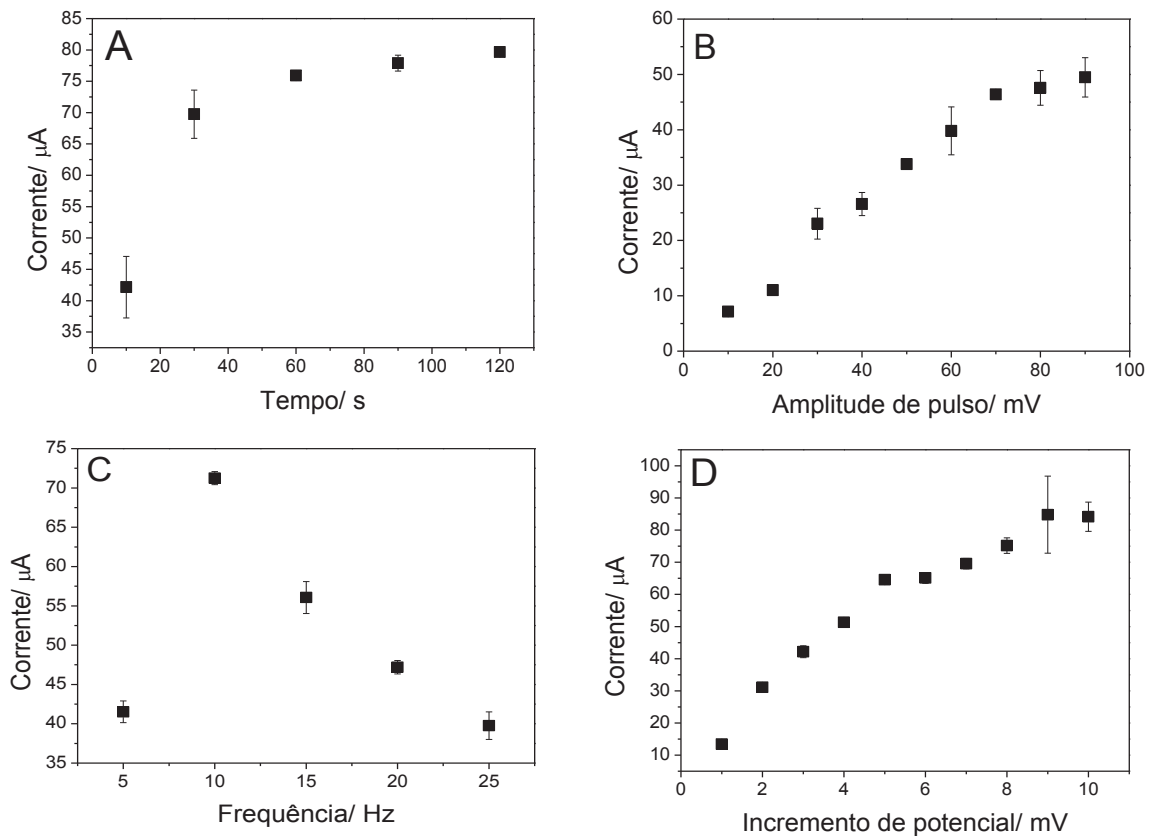 A
85
80
75
70
65
60
55
50
45
40
35
0 20 40 60 80 100 120
Corrente/ μA
Tempo/ s
B
60
50
40
30
20
10
0
0 20 40 60 80 100
Corrente/ μA
Amplitude de pulso/ mV
C
75
70
65
60
55
50
45
40
35
5 10 15 20 25
Corrente/ μA
Frequência/ Hz
D
100
90
80
70
60
50
40
30
20
10
0 2 4 6 8 10
Corrente/ μA
Incremento de potencial/ mV